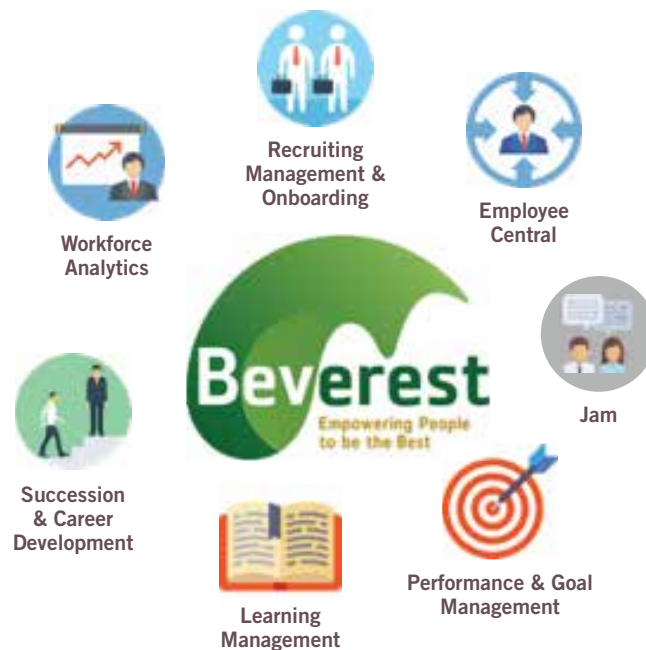 Recruiting
Management &
Onboarding
Employee
Central
Workforce
Analytics
Beverest
Empowering People
to be the Best
Jam
Succession
& Career
Development
Performance & Goal
Management
Learning
Management